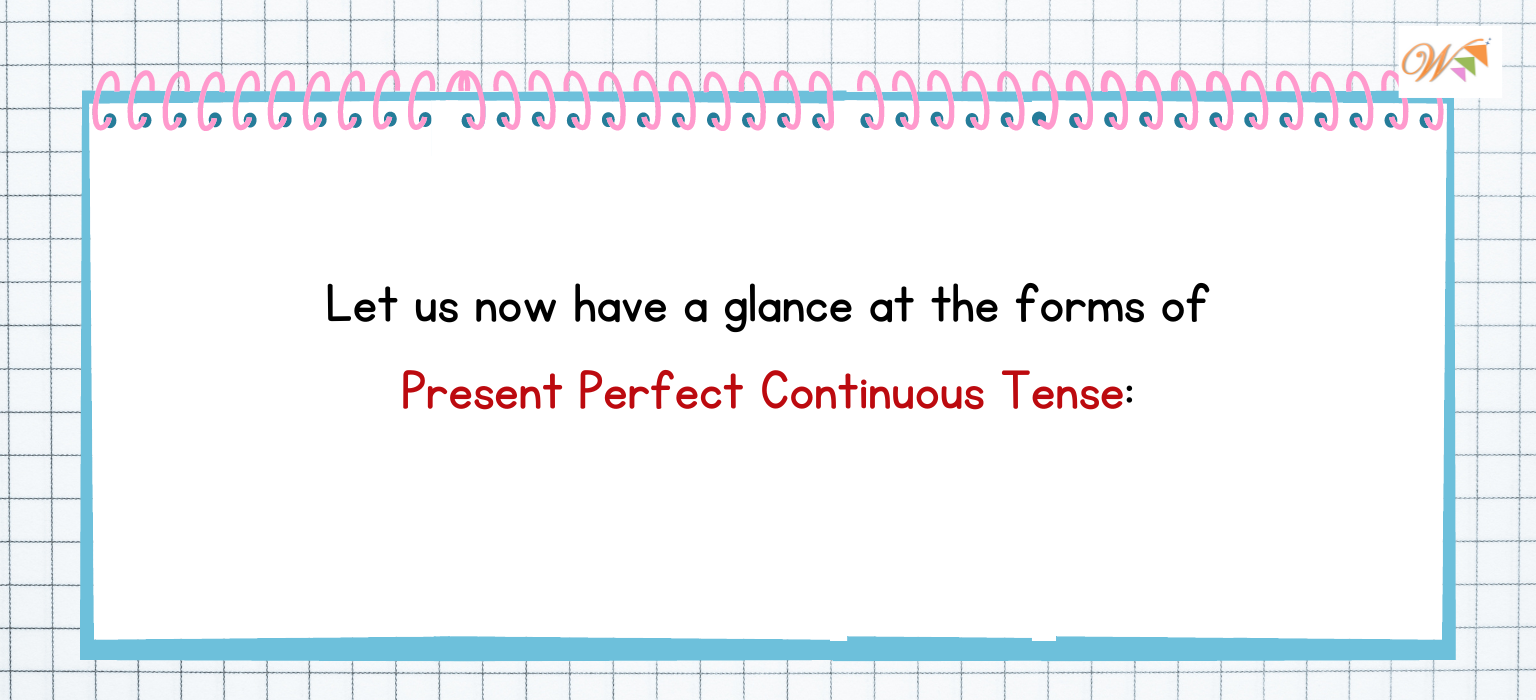 W
Let us now have a glance at the forms of
Present Perfect Continuous Tense: